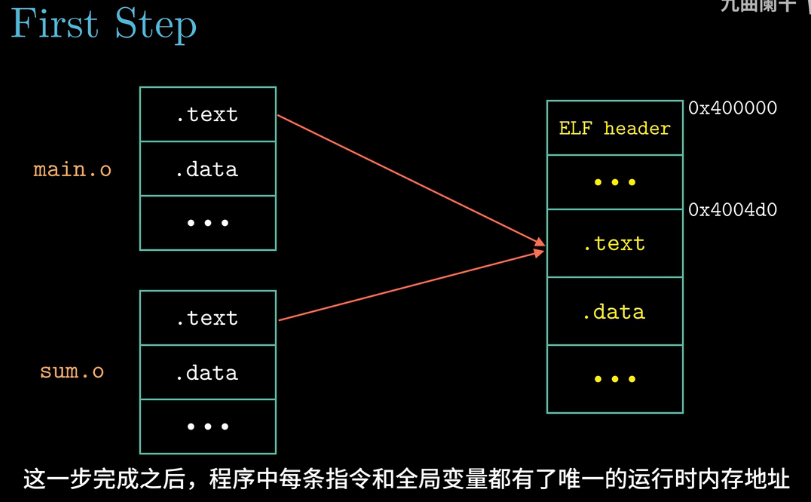 First Step
九曲阑干
main.o
.text
.data
...
sum.o
.text
.data
...
0x400000
ELF header
...
0x4004d0
.text
.data
...
这一步完成之后，程序中每条指令和全局变量都有了唯一的运行时内存地址